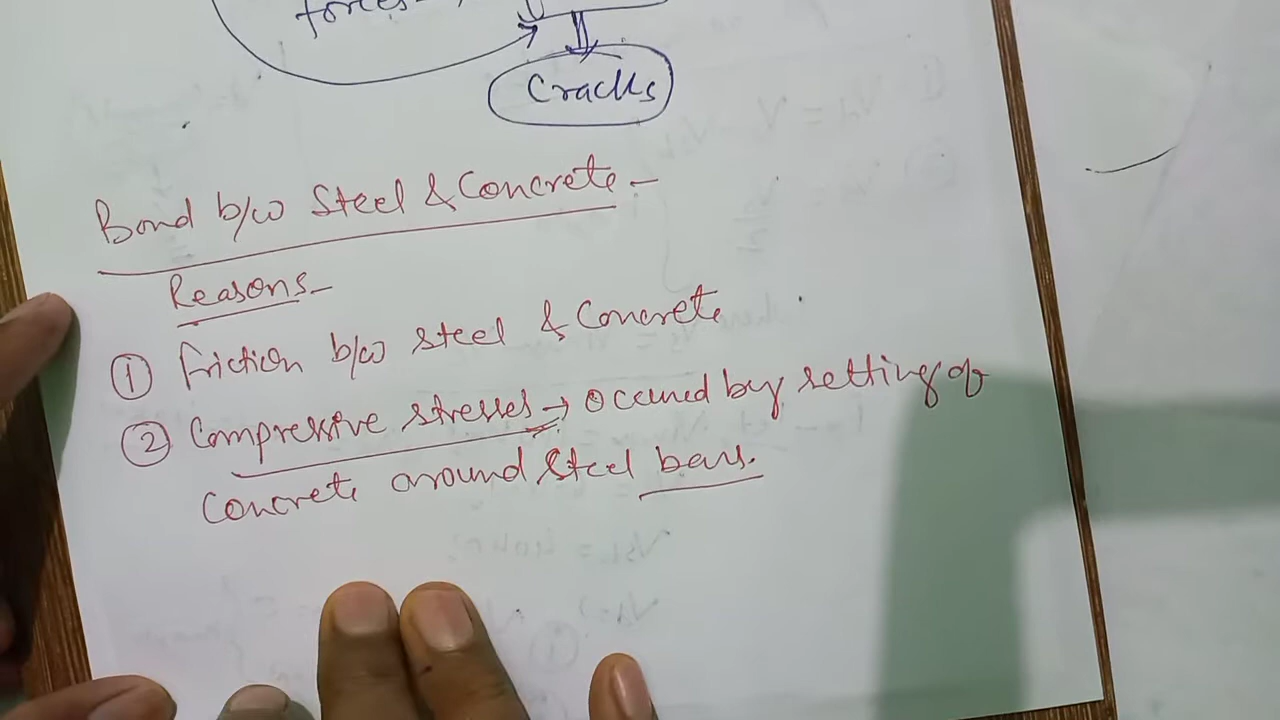 forces
Cracks
Bond b/w Steel & Concrete -
Reasons -
① Friction b/w steel & Concrete
② Compressive stresses → Occured by setting of
Concrete around Steel bars.